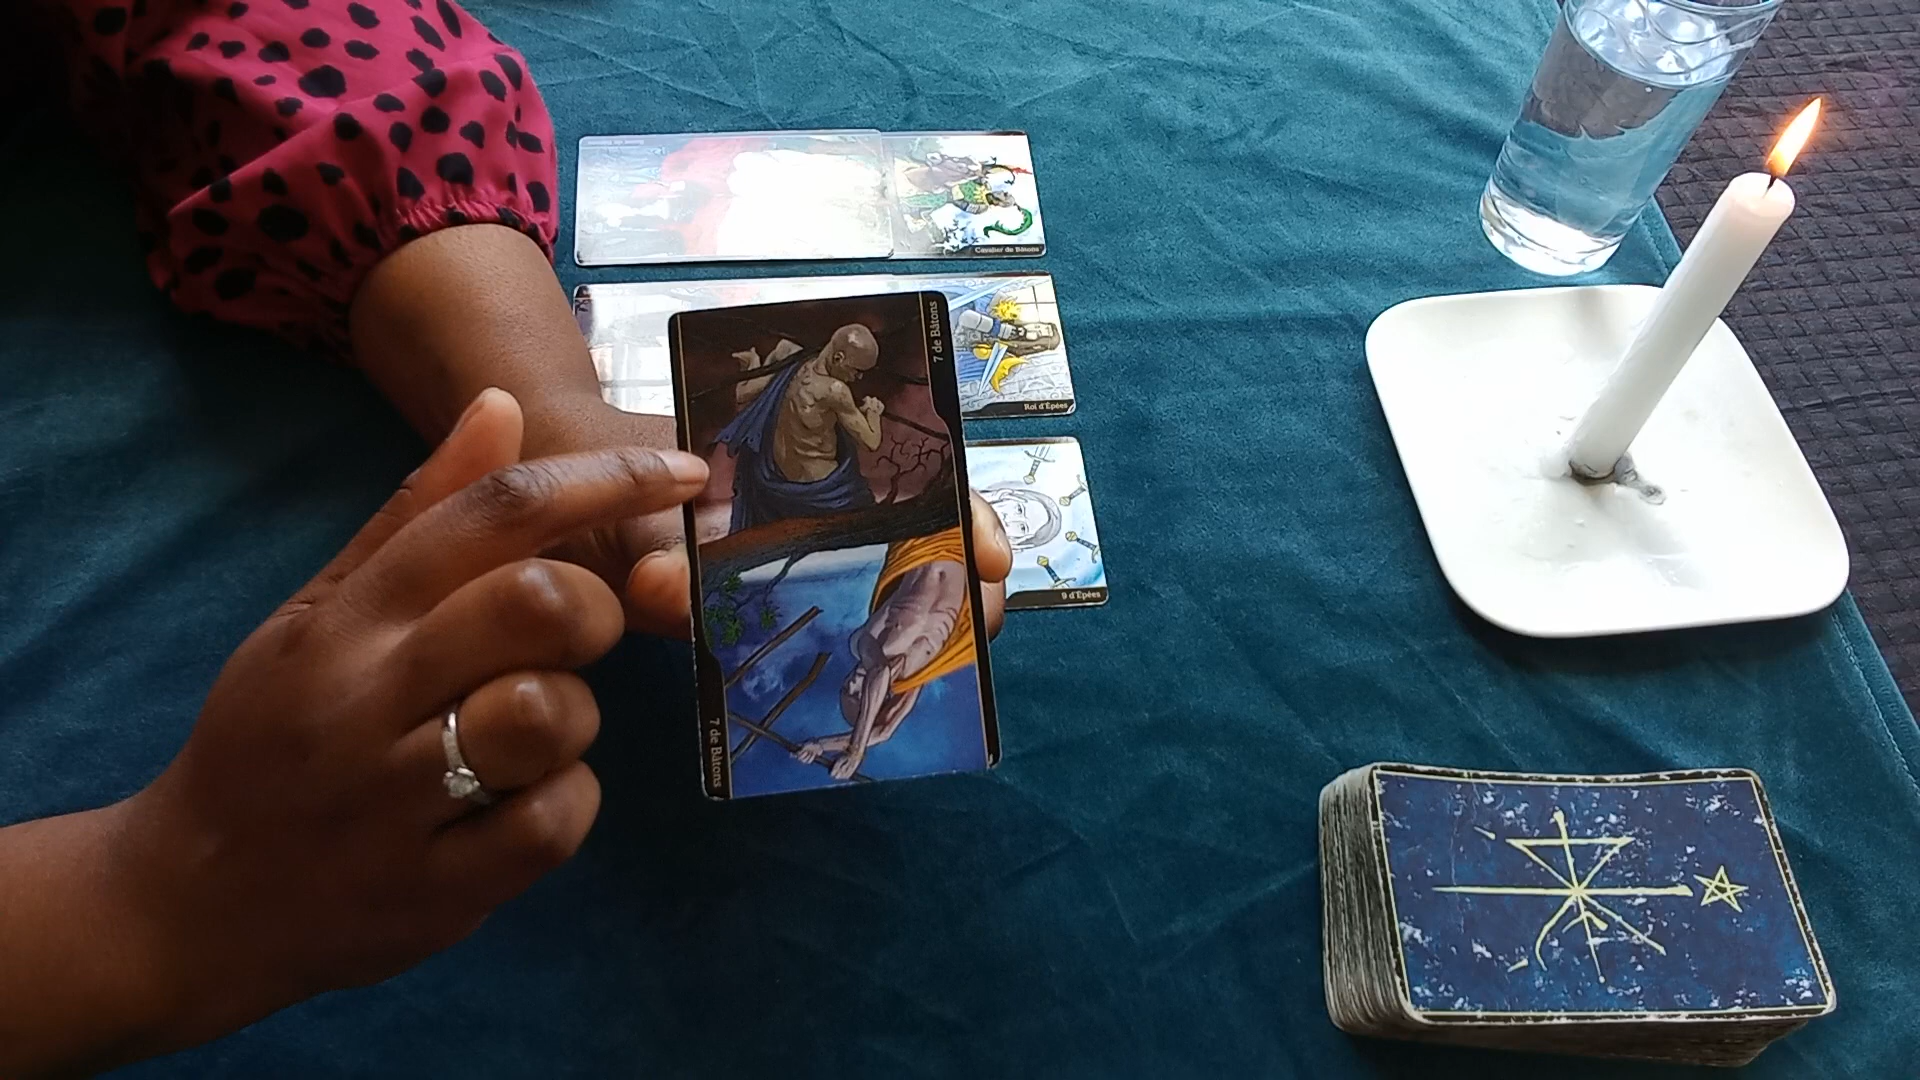 Cavalier de Bâtons
Roi d'Épées
9 d'Épées
7 de Bâtons
7 de Bâtons